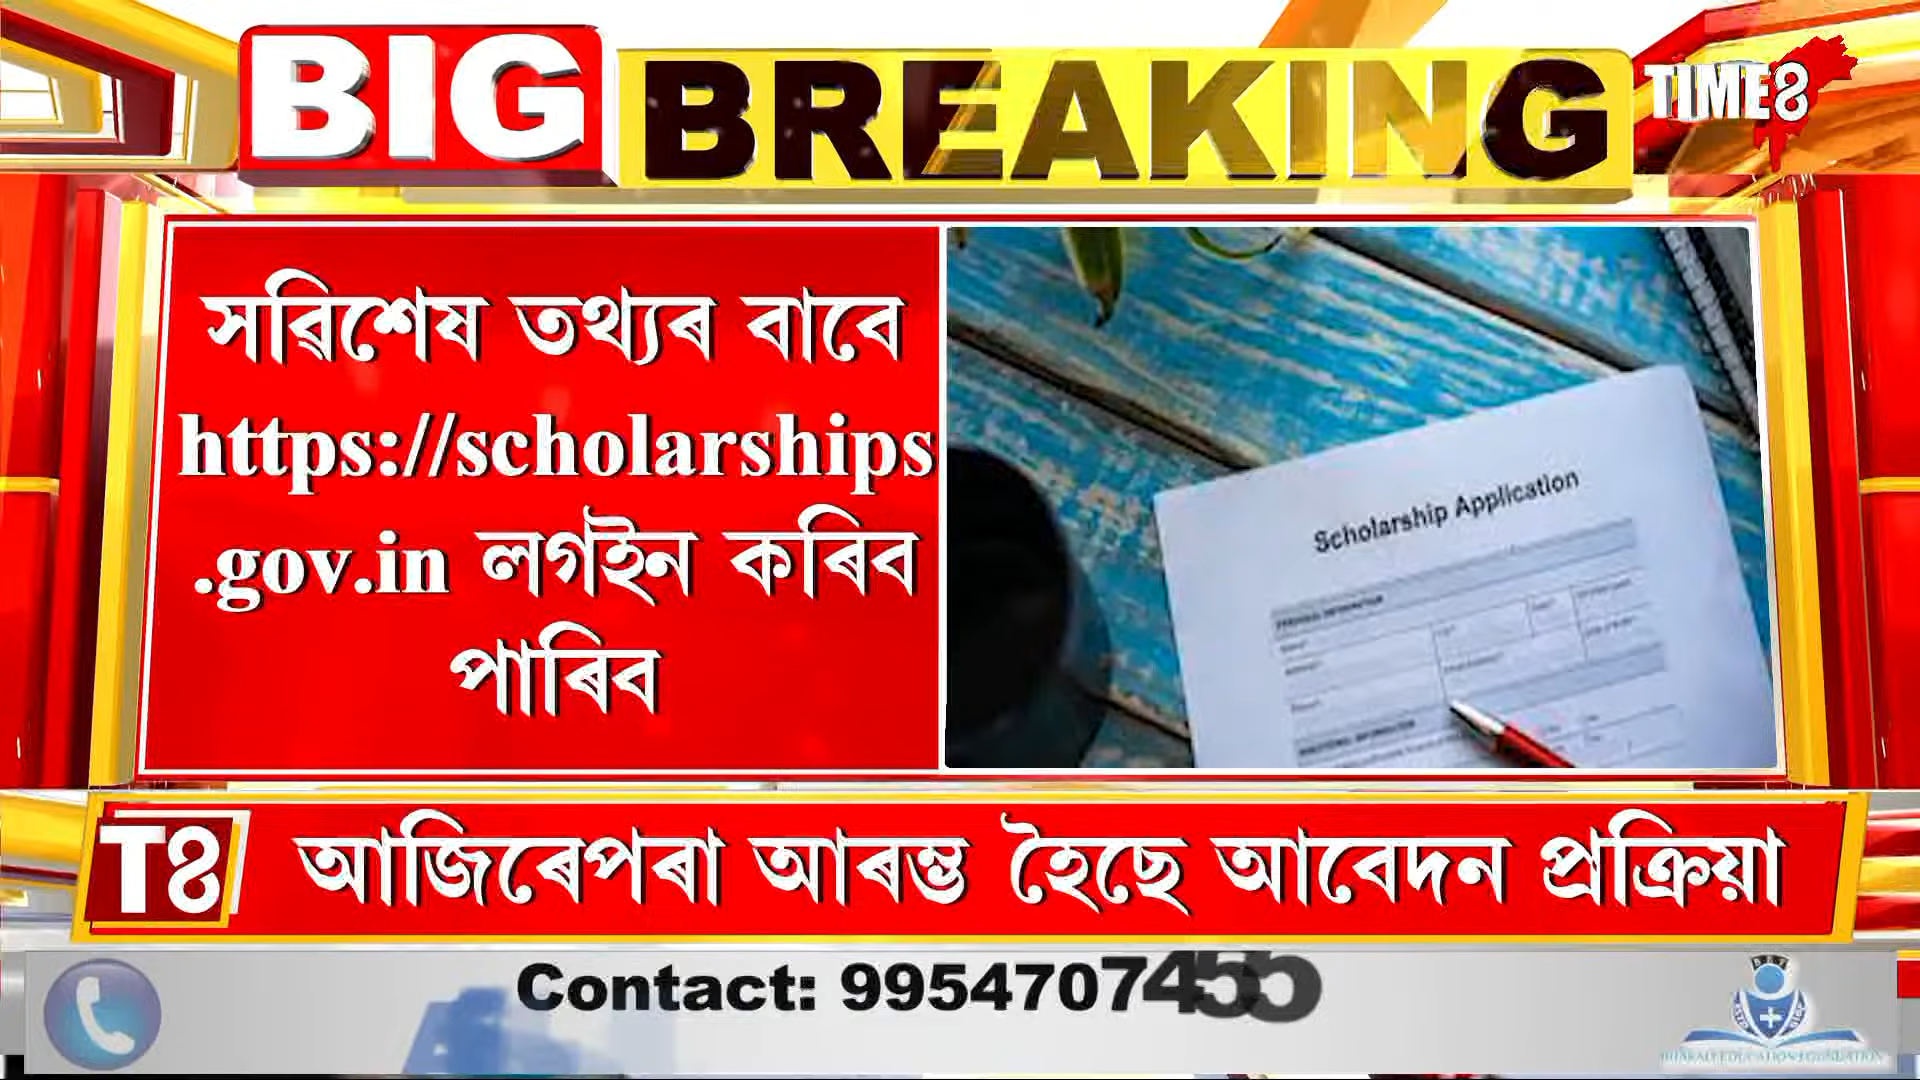 BIG BREAKING
TIME8
সৱিশেষ তথ্যৰ বাবে
https://scholarships
.gov.in লগইন কৰিব
পাৰিব
Scholarship Application
T8 আজিৰেপৰা আৰম্ভ হৈছে আবেদন প্ৰক্ৰিয়া
Contact: 9954707455